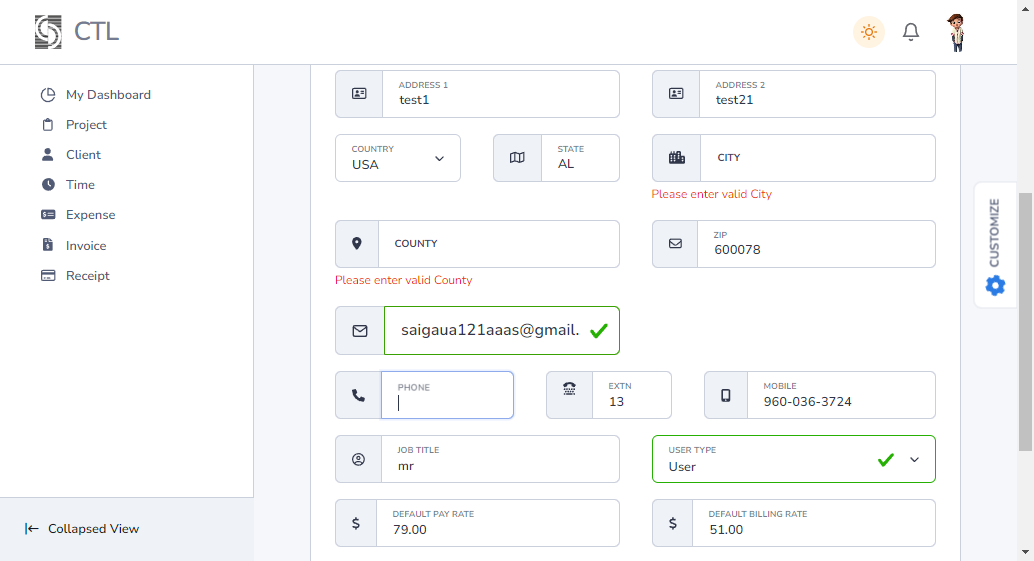 CTL
My Dashboard
Project
Client
Time
Expense
Invoice
Receipt
Collapsed View
ADDRESS 1
test1
ADDRESS 2
test21
COUNTRY
USA
STATE
AL
CITY
Please enter valid City
COUNTY
Please enter valid County
ZIP
600078
saigaua121aaas@gmail.
PHONE
EXTN
13
MOBILE
960-036-3724
JOB TITLE
mr
USER TYPE
User
DEFAULT PAY RATE
79.00
DEFAULT BILLING RATE
51.00
CUSTOMIZE